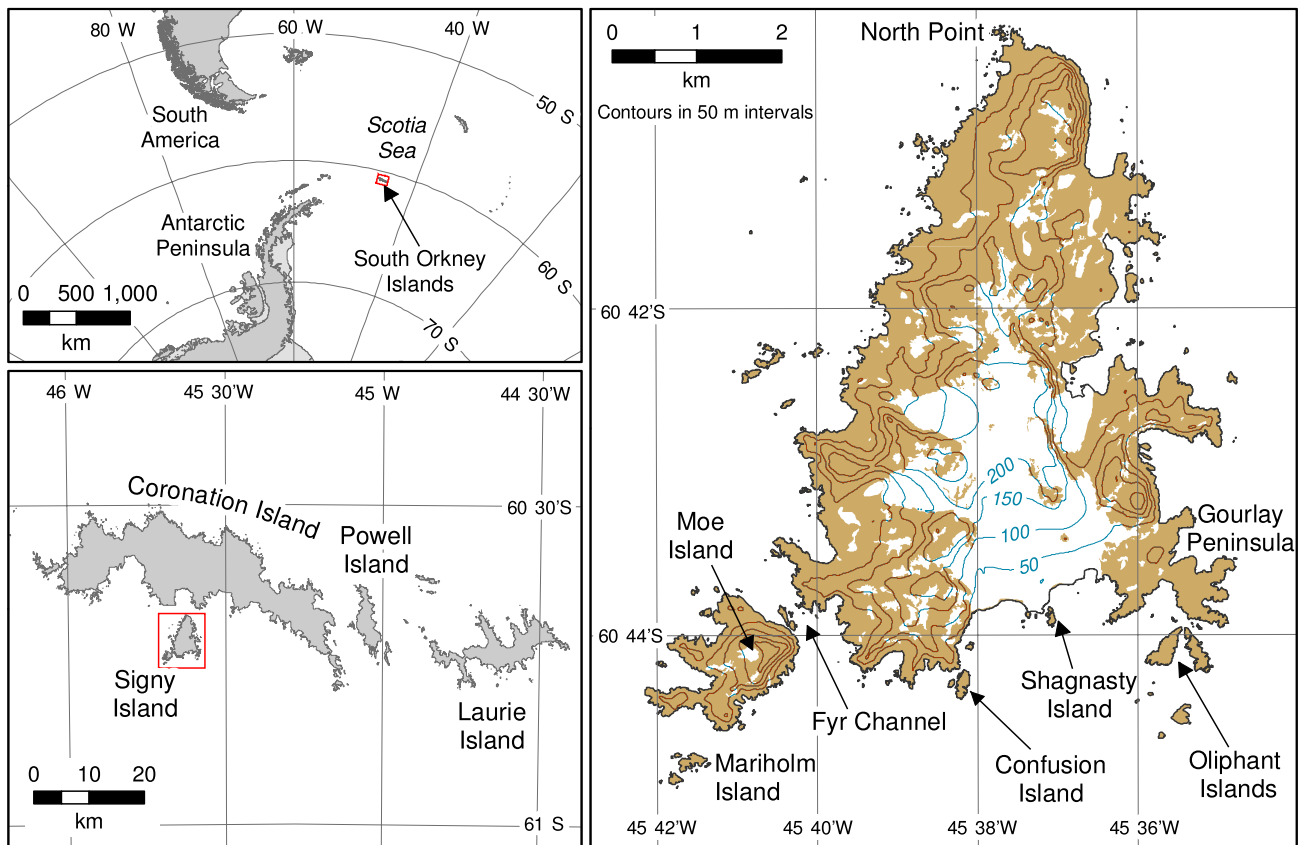 80 W
60 W
40 W
50 S
South
America
Scotia
Sea
Antarctic
Peninsula
South Orkney
Islands
60 S
0 500 1,000
km
70 S
46 W
45 30'W
45 W
44 30'W
Coronation Island
60 30'S
Powell
Island
Signy
Island
Laurie
Island
0 10 20
km
61 S
0 1 2
km
Contours in 50 m intervals
North Point
60 42'S
200
150
100
50
Moe
Island
Gourlay
Peninsula
60 44'S
Shagnasty
Island
Fyr Channel
Mariholm
Island
Confusion
Island
Oliphant
Islands
45 42'W
45 40'W
45 38'W
45 36'W